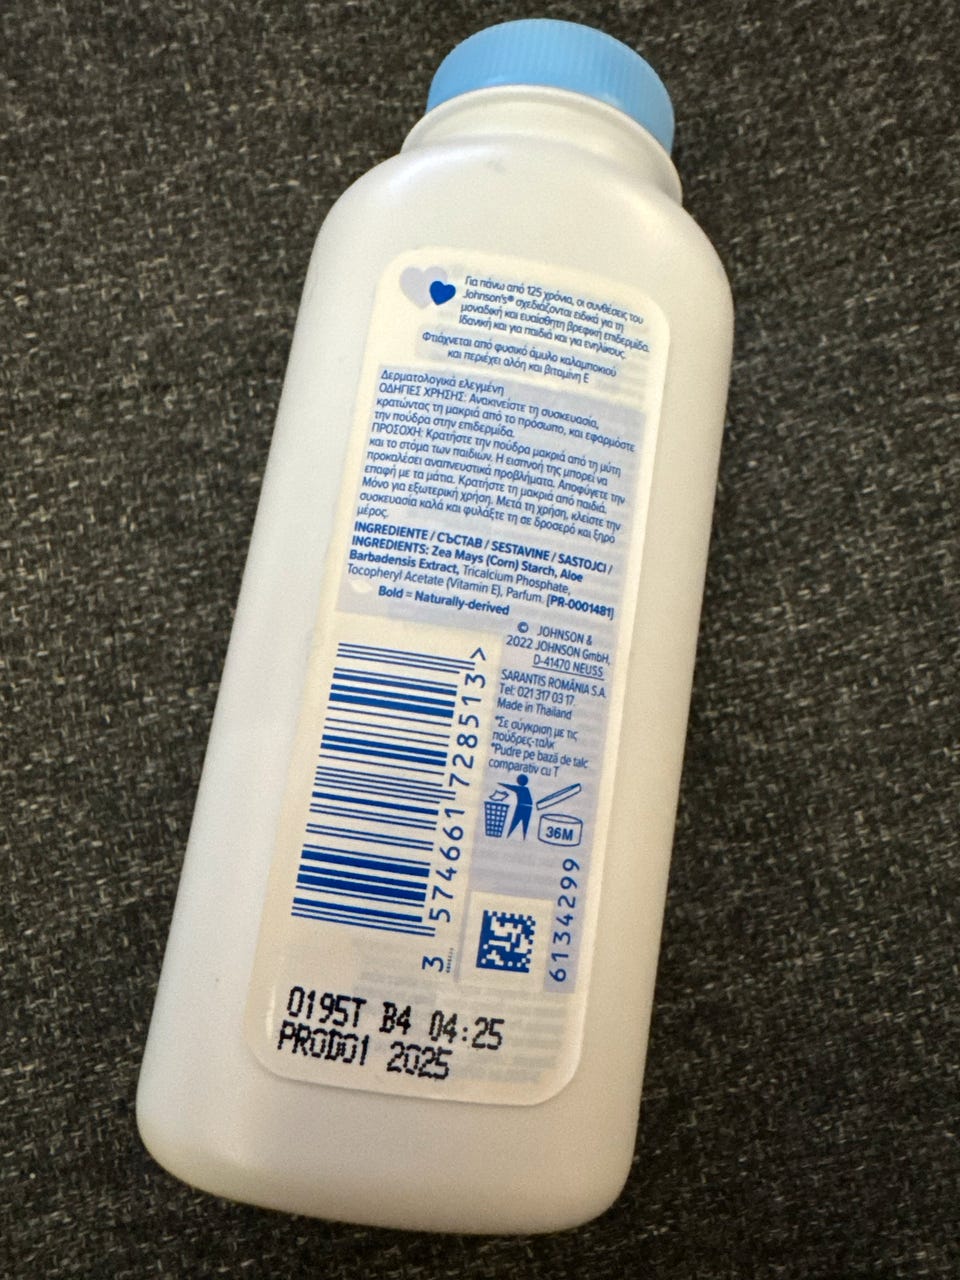 Για πάνω από 125 χρόνια, οι συνθέσεις του
Johnson's® σχεδιάζονται ειδικά για τη
μοναδική και ευαίσθητη βρεφική επιδερμίδα.
Ιδανική και για παιδιά και για ενηλίκους.
Φτιάχνεται από φυσικό άμυλο καλαμποκιού
και περιέχει αλόη και βιταμίνη Ε
Δερματολογικά ελεγμένη
ΟΔΗΓΙΕΣ ΧΡΗΣΗΣ: Ανακινείστε τη συσκευασία,
κρατώντας τη μακριά από το πρόσωπο, και εφαρμόστε
την πούδρα στην επιδερμίδα.
ΠΡΟΣΟΧΗ: Κρατήστε την πούδρα μακριά από τη μύτη
και το στόμα των παιδιών. Η εισπνοή της μπορεί να
προκαλέσει αναπνευστικά προβλήματα. Αποφύγετε την
επαφή με τα μάτια. Κρατήστε τη μακριά από παιδιά.
Μόνο για εξωτερική χρήση. Μετά τη χρήση, κλείστε την
συσκευασία καλά και φυλάξτε τη σε δροσερό και ξηρό
μέρος.
INGREDIENTE / СЪСТАВ / SESTAVINE / SASTOJCI /
INGREDIENTS: Zea Mays (Corn) Starch, Aloe
Barbadensis Extract, Tricalcium Phosphate,
Tocopheryl Acetate (Vitamin E), Parfum. [PR-0001481]
Bold = Naturally-derived
© JOHNSON &
2022 JOHNSON GmbH,
D-41470 NEUSS
SARANTIS ROMÂNIA S.A.
Tel: 021 317 03 17.
Made in Thailand
*Σε σύγκριση με τις
πούδρες-ταλκ
*Pudre pe bază de talc
comparativ cu T
36M
3 574661 728513 >
6134299
0195T B4 04:25
PROD01 2025